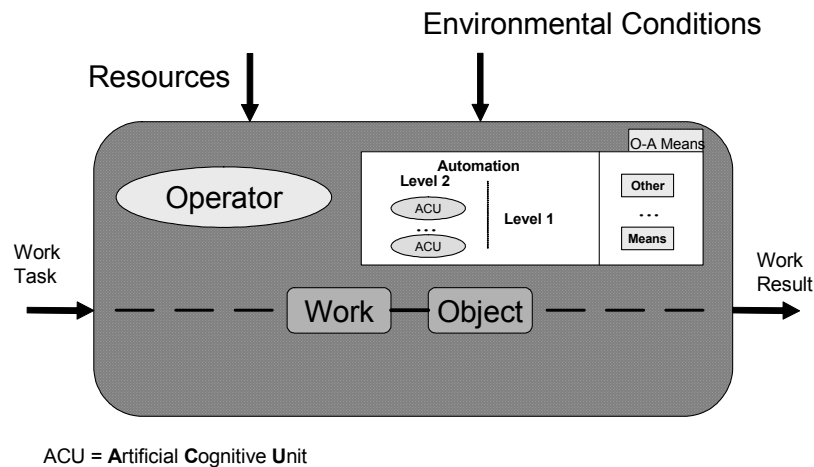 Environmental Conditions
Resources
O-A Means
Automation
Level 2
Operator
ACU
...
ACU
Level 1
Other
...
Means
Work
Task
Work
Result
Work
Object
ACU = Artificial Cognitive Unit